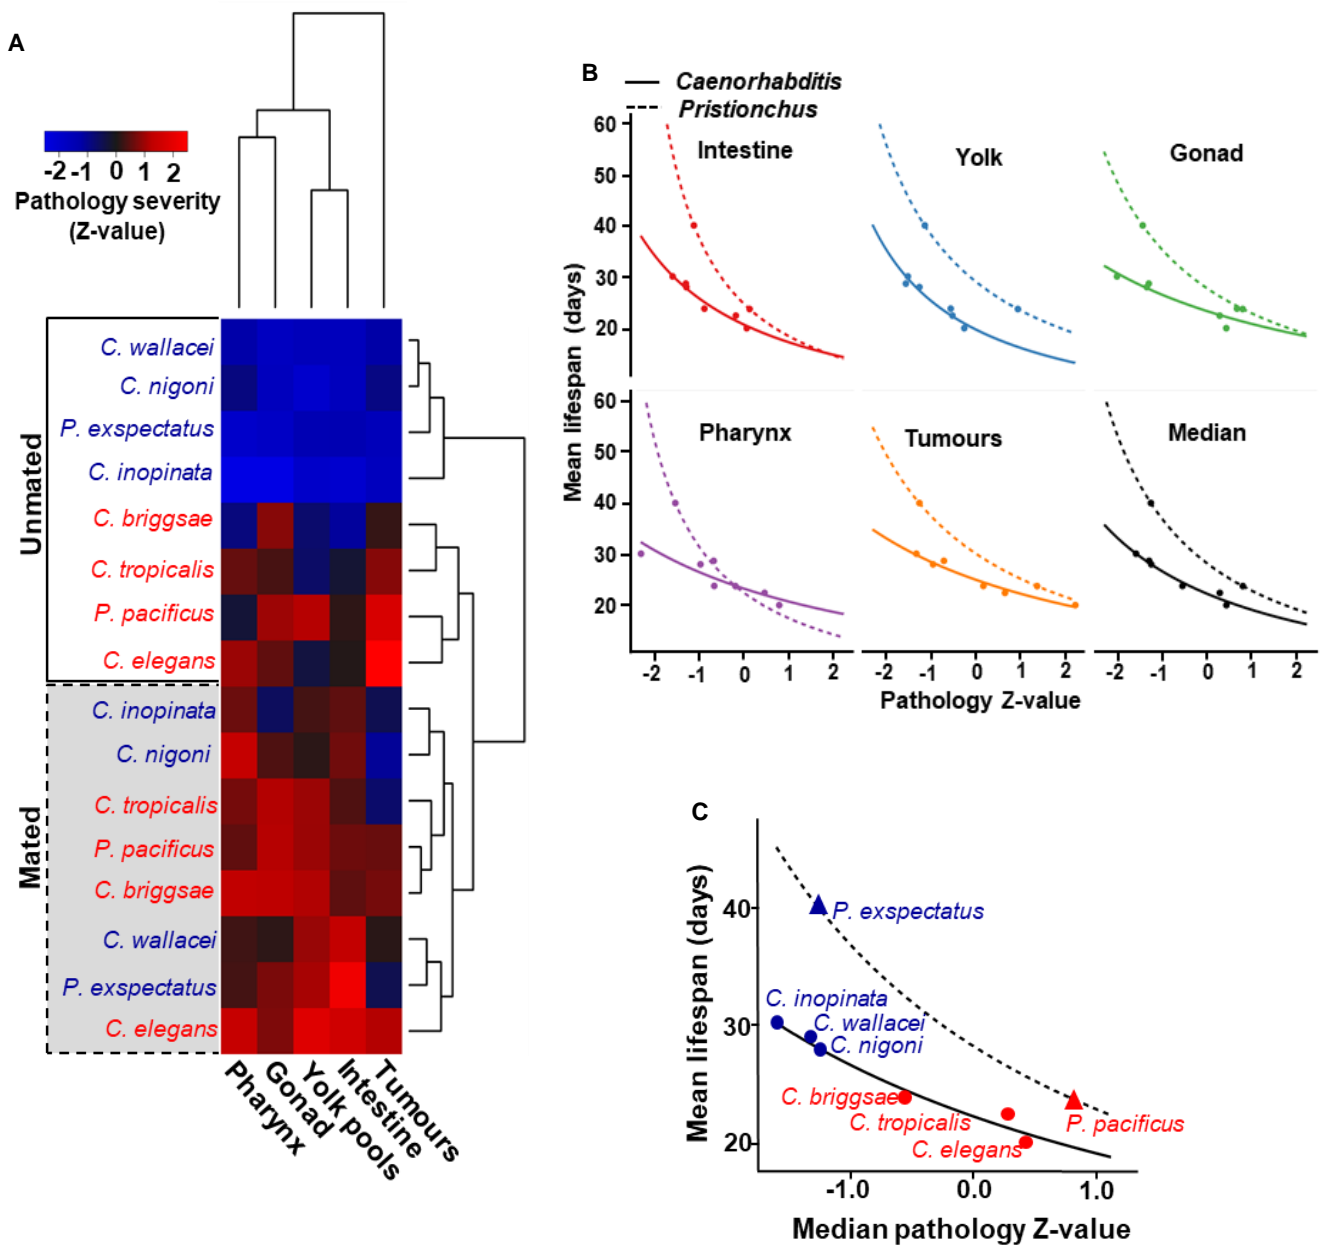 A
-2 -1 0 1 2
Pathology severity
(Z-value)
Unmated
C. wallacei
C. nigoni
P. exspectatus
C. inopinata
C. briggsae
C. tropicalis
P. pacificus
C. elegans
Mated
C. inopinata
C. nigoni
C. tropicalis
P. pacificus
C. briggsae
C. wallacei
P. exspectatus
C. elegans
Pharynx
Gonad
Yolk pools
Intestine
Tumours
B
Caenorhabditis
Pristionchus
Mean lifespan (days)
60
50
40
30
20
Intestine
Yolk
Gonad
60
50
40
30
20
Pharynx
Tumours
Median
-2 -1 0 1 2
-2 -1 0 1 2
-2 -1 0 1 2
Pathology Z-value
C
Mean lifespan (days)
40
30
20
P. exspectatus
C. inopinata
C. wallacei
C. nigoni
C. briggsae
C. tropicalis
C. elegans
P. pacificus
-1.0 0.0 1.0
Median pathology Z-value